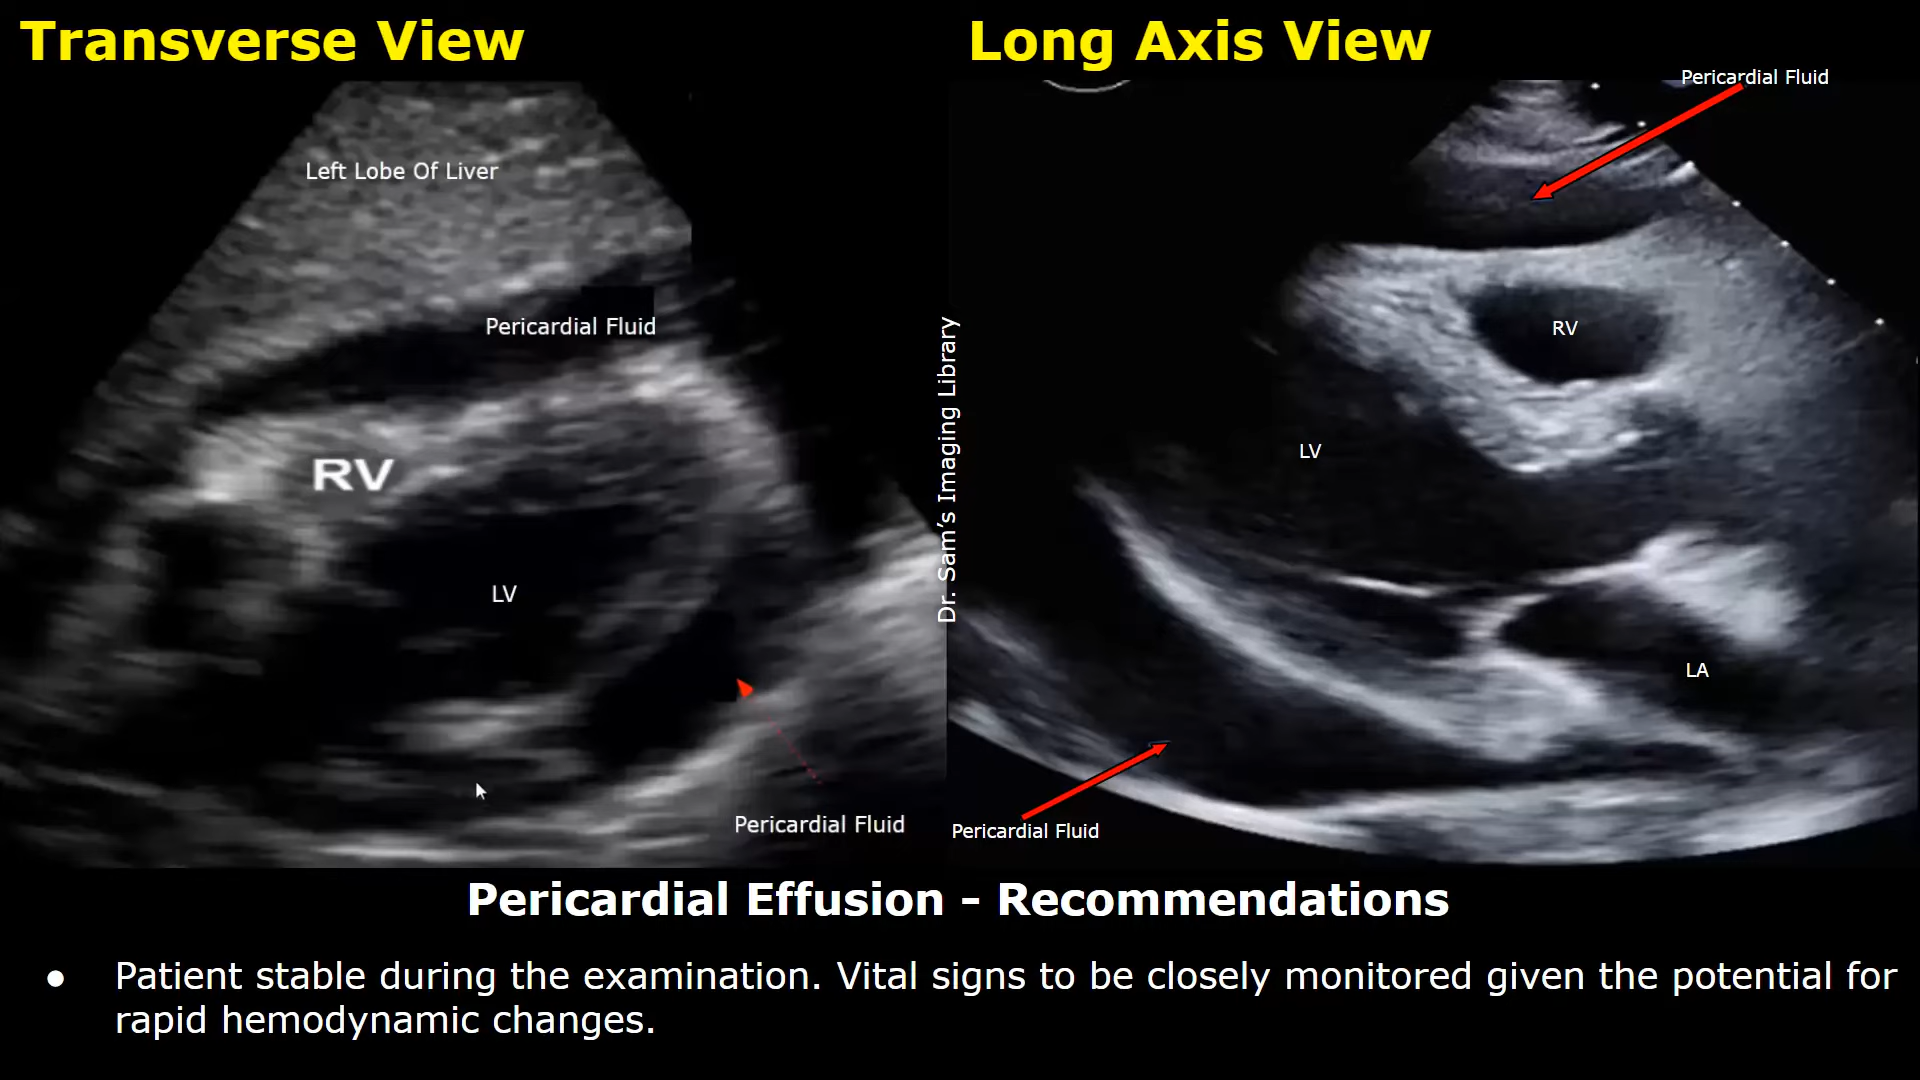 Transverse View
Long Axis View
Pericardial Fluid
Left Lobe Of Liver
Pericardial Fluid
RV
LV
Pericardial Fluid
Dr. Sam's Imaging Library
RV
LV
LA
Pericardial Fluid
Pericardial Effusion – Recommendations
● Patient stable during the examination. Vital signs to be closely monitored given the potential for
rapid hemodynamic changes.